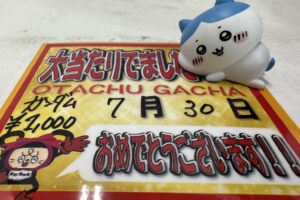 大当たりでました
OTACHU GACHA
ガンダム 7月30日
¥2,000
おめでとうございます!!!